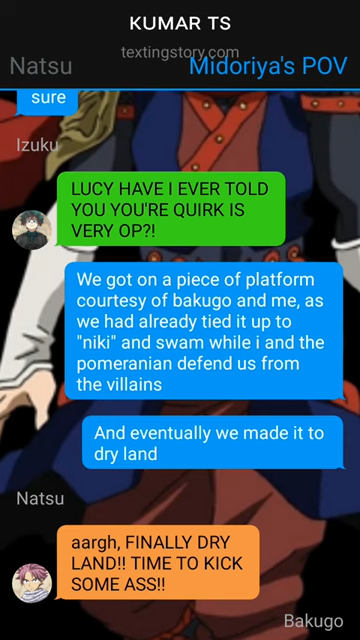 KUMAR TS
textingstory.com
Natsu
Midoriya's POV
sure
Izuku
LUCY HAVE I EVER TOLD
YOU YOU'RE QUIRK IS
VERY OP?!
We got on a piece of platform
courtesy of bakugo and me, as
we had already tied it up to
"niki" and swam while i and the
pomeranian defend us from
the villains
And eventually we made it to
dry land
Natsu
aargh, FINALLY DRY
LAND!! TIME TO KICK
SOME ASS!!
Bakugo